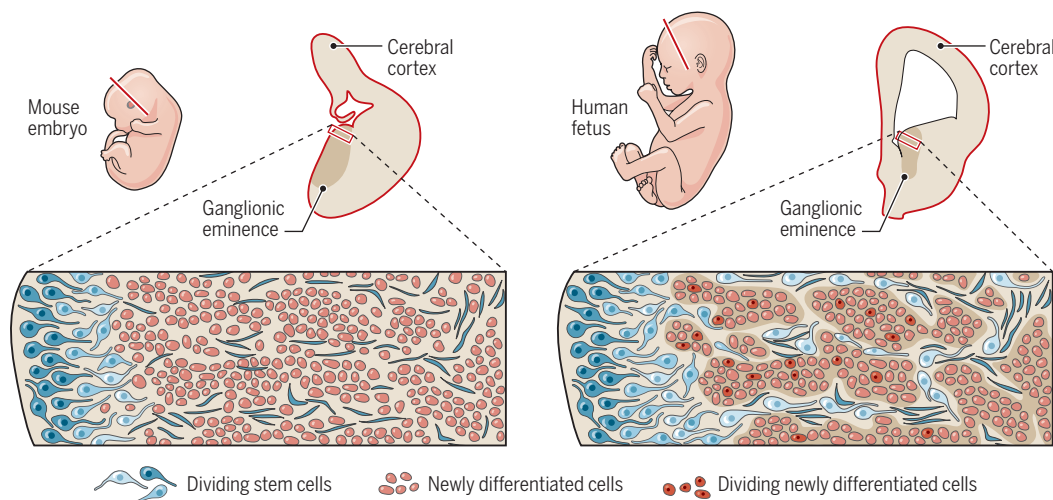 Cerebral
cortex
Mouse
embryo
Ganglionic
eminence
Cerebral
cortex
Human
fetus
Ganglionic
eminence
Dividing stem cells
Newly differentiated cells
Dividing newly differentiated cells